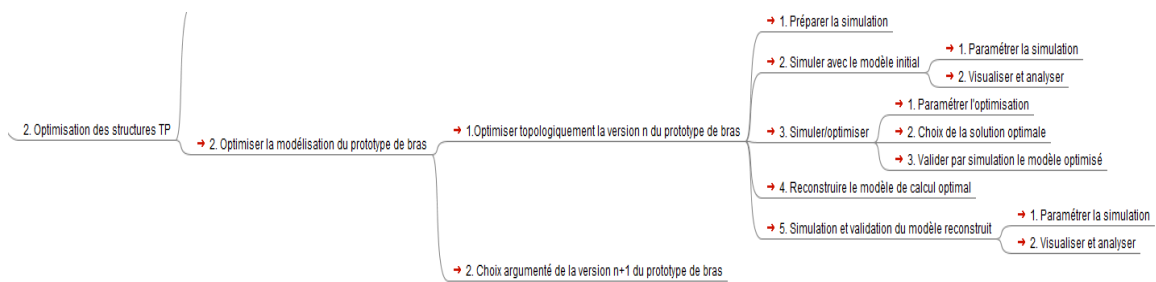 2. Optimisation des structures TP
2. Optimiser la modélisation du prototype de bras
1.Optimiser topologiquement la version n du prototype de bras
1. Préparer la simulation
2. Simuler avec le modèle initial
1. Paramétrer la simulation
2. Visualiser et analyser
3. Simuler/optimiser
1. Paramétrer l'optimisation
2. Choix de la solution optimale
3. Valider par simulation le modèle optimisé
4. Reconstruire le modèle de calcul optimal
5. Simulation et validation du modèle reconstruit
1. Paramétrer la simulation
2. Visualiser et analyser
2. Choix argumenté de la version n+1 du prototype de bras